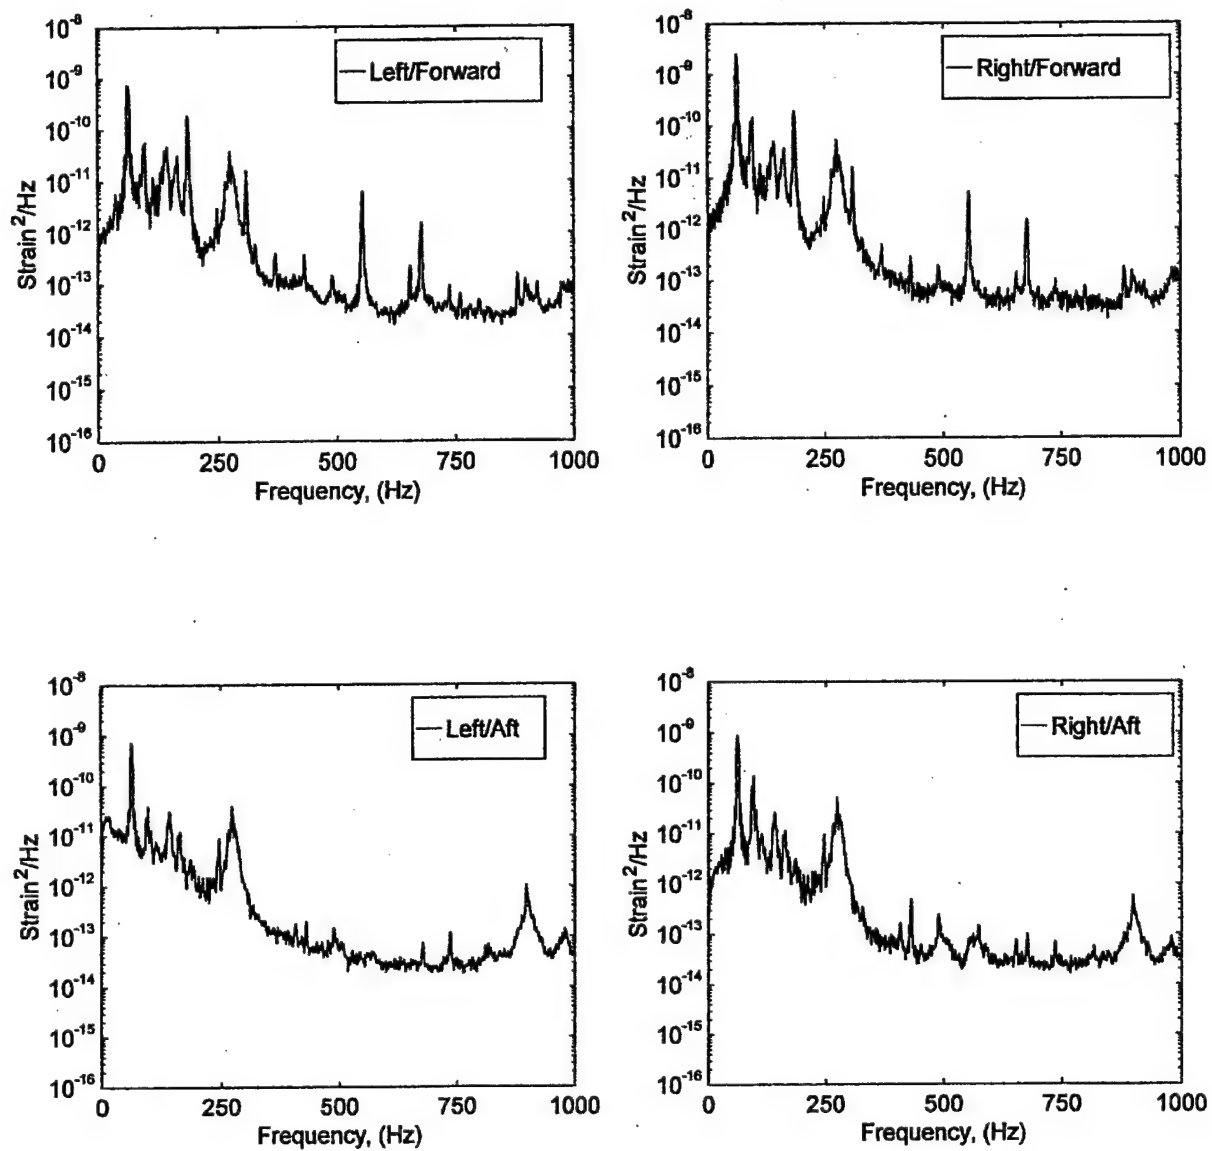 10⁻⁸
10⁻⁹
10⁻¹⁰
10⁻¹¹
10⁻¹²
10⁻¹³
10⁻¹⁴
10⁻¹⁵
10⁻¹⁶
Strain²/Hz
Left/Forward
0 250 500 750 1000
Frequency, (Hz)
10⁻⁸
10⁻⁹
10⁻¹⁰
10⁻¹¹
10⁻¹²
10⁻¹³
10⁻¹⁴
10⁻¹⁵
10⁻¹⁶
Strain²/Hz
Right/Forward
0 250 500 750 1000
Frequency, (Hz)
10⁻⁸
10⁻⁹
10⁻¹⁰
10⁻¹¹
10⁻¹²
10⁻¹³
10⁻¹⁴
10⁻¹⁵
10⁻¹⁶
Strain²/Hz
Left/Aft
0 250 500 750 1000
Frequency, (Hz)
10⁻⁸
10⁻⁹
10⁻¹⁰
10⁻¹¹
10⁻¹²
10⁻¹³
10⁻¹⁴
10⁻¹⁵
10⁻¹⁶
Strain²/Hz
Right/Aft
0 250 500 750 1000
Frequency, (Hz)